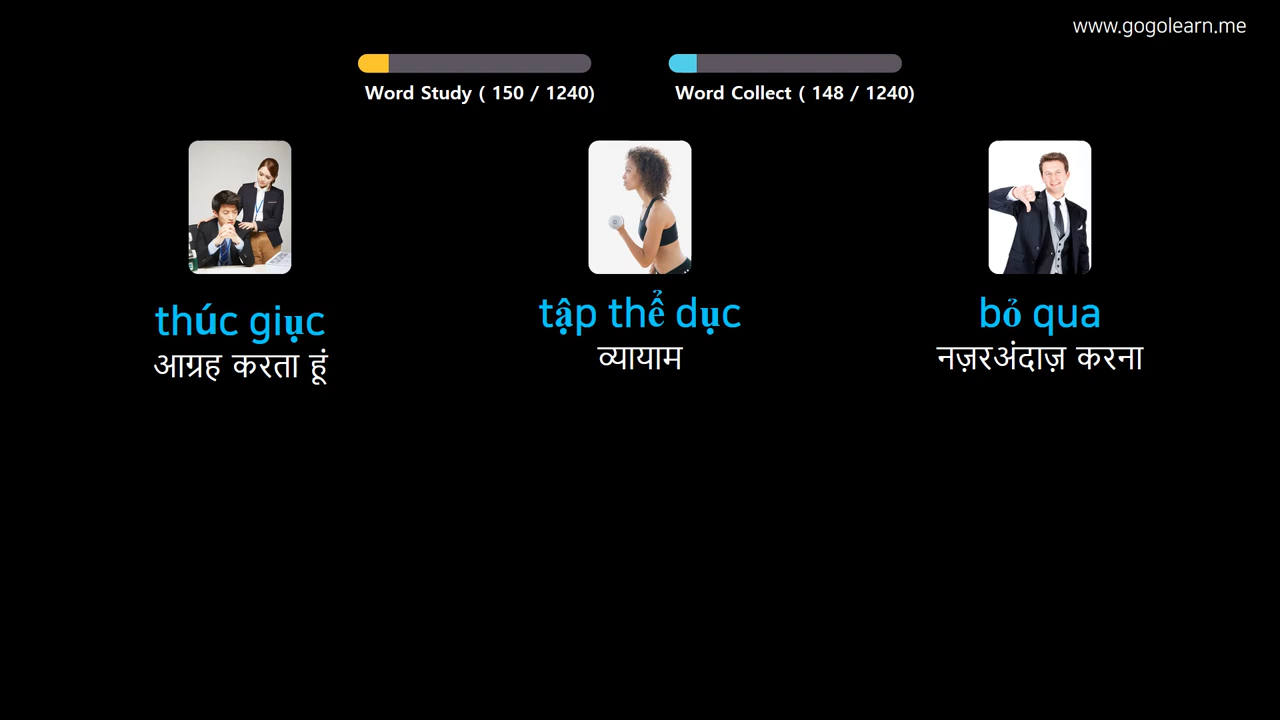 www.gogolearn.me
Word Study ( 150 / 1240)
Word Collect ( 148 / 1240)
thúc giục
आग्रह करता हूं
tập thể dục
व्यायाम
bỏ qua
नज़रअंदाज़ करना